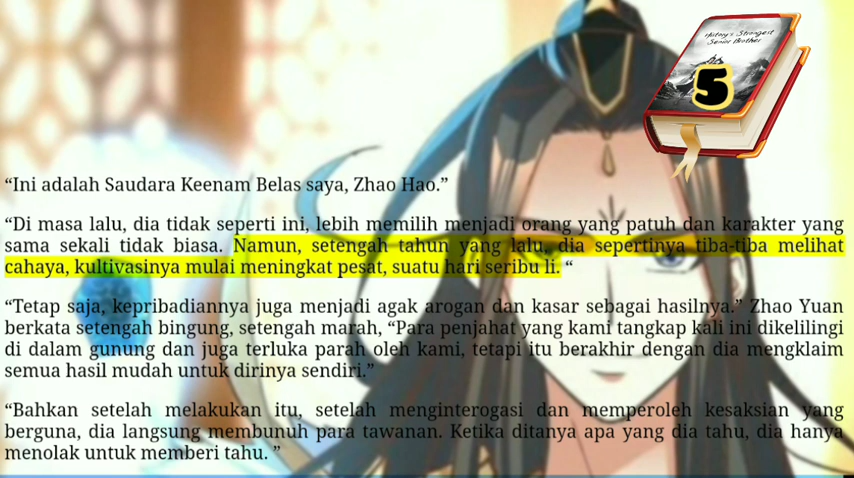 History's Strongest
Senior Brother
5
“Ini adalah Saudara Keenam Belas saya, Zhao Hao.”
“Di masa lalu, dia tidak seperti ini, lebih memilih menjadi orang yang patuh dan karakter yang
sama sekali tidak biasa. Namun, setengah tahun yang lalu, dia sepertinya tiba-tiba melihat
cahaya, kultivasinya mulai meningkat pesat, suatu hari seribu li. “
“Tetap saja, kepribadiannya juga menjadi agak arogan dan kasar sebagai hasilnya.” Zhao Yuan
berkata setengah bingung, setengah marah, “Para penjahat yang kami tangkap kali ini dikelilingi
di dalam gunung dan juga terluka parah oleh kami, tetapi itu berakhir dengan dia mengklaim
semua hasil mudah untuk dirinya sendiri.”
“Bahkan setelah melakukan itu, setelah menginterogasi dan memperoleh kesaksian yang
berguna, dia langsung membunuh para tawanan. Ketika ditanya apa yang dia tahu, dia hanya
menolak untuk memberi tahu. ”